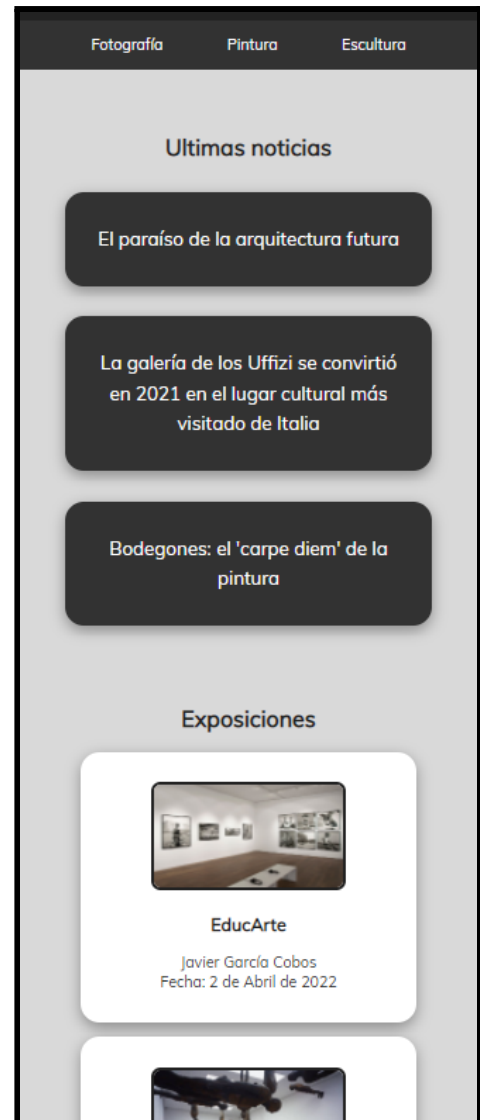 Fotografía Pintura Escultura
Ultimas noticias
El paraíso de la arquitectura futura
La galería de los Uffizi se convirtió
en 2021 en el lugar cultural más
visitado de Italia
Bodegones: el 'carpe diem' de la
pintura
Exposiciones
EducArte
Javier García Cobos
Fecha: 2 de Abril de 2022